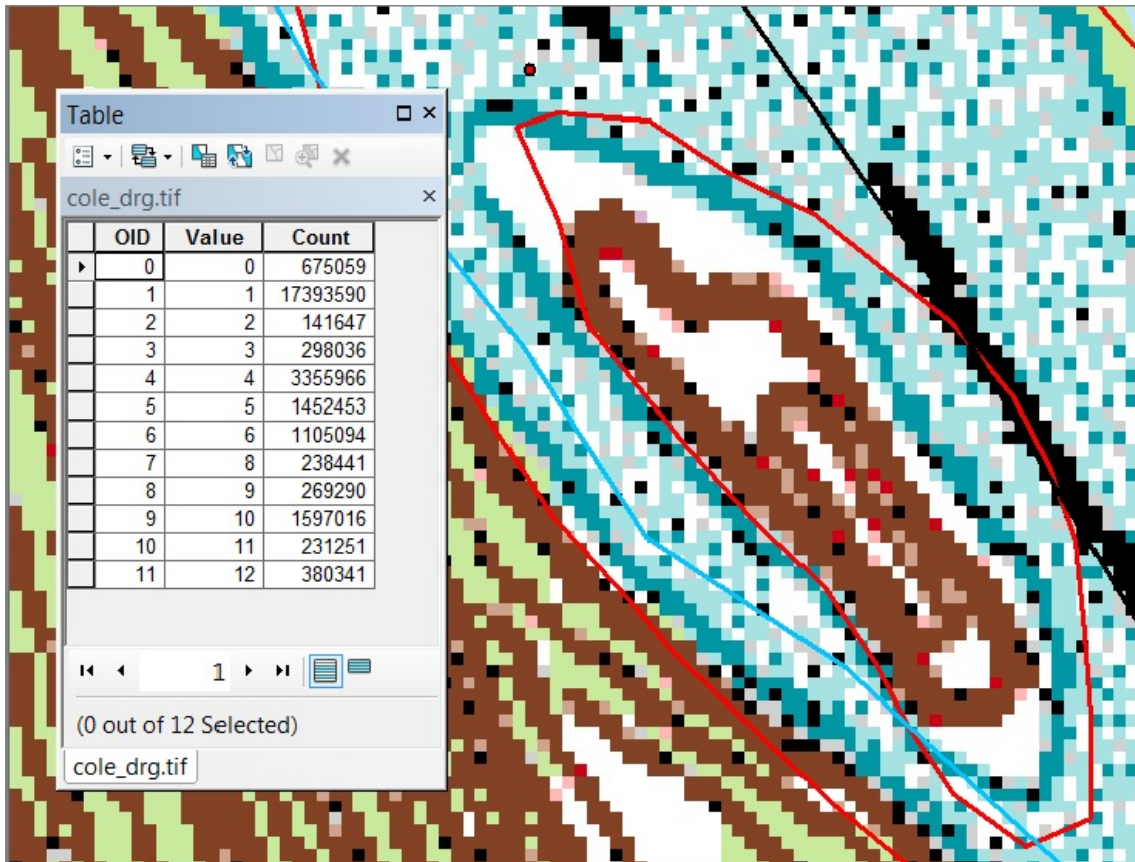 Table
cole_drg.tif
OID Value Count
0 0 675059
1 1 17393590
2 2 141647
3 3 298036
4 4 3355966
5 5 1452453
6 6 1105094
7 8 238441
8 9 269290
9 10 1597016
10 11 231251
11 12 380341
1
(0 out of 12 Selected)
cole_drg.tif